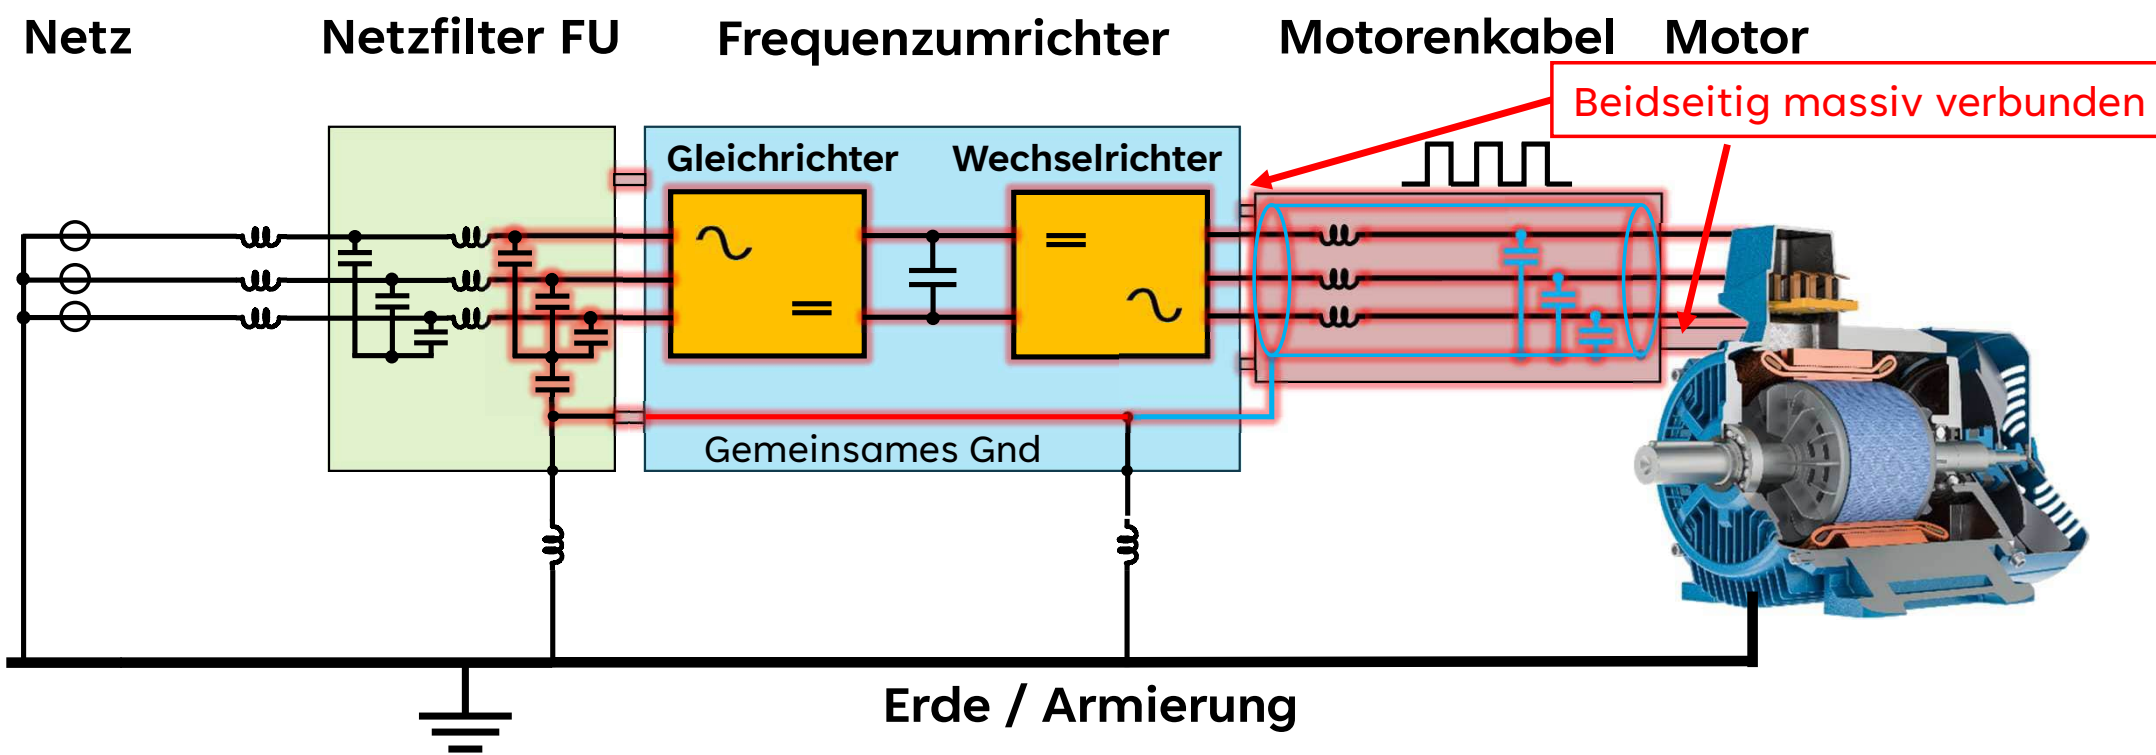 Netz
Netzfilter FU
Frequenzumrichter
Motorenkabel
Motor
Beidseitig massiv verbunden
Gleichrichter
Wechselrichter
Gemeinsames Gnd
Erde / Armierung